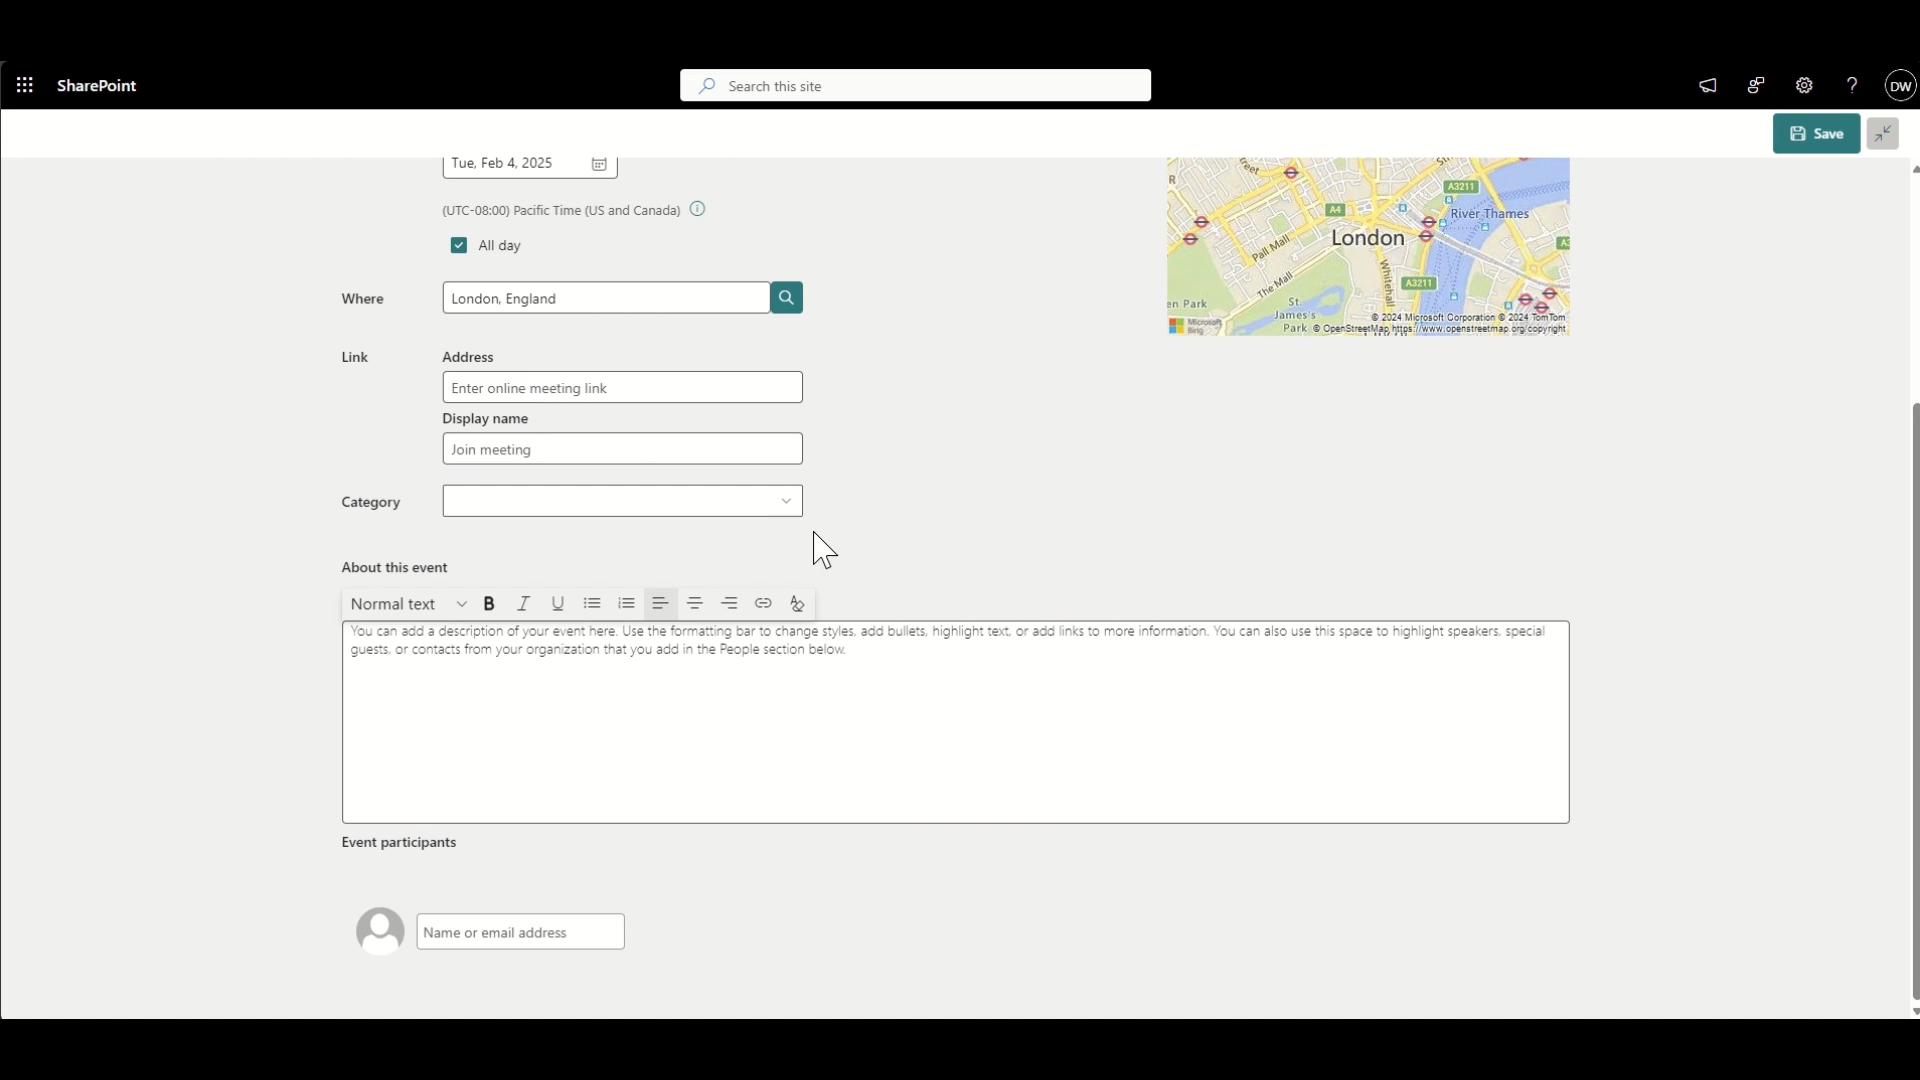 SharePoint
Search this site
DW
Save
Tue, Feb 4, 2025
(UTC-08:00) Pacific Time (US and Canada)
All day
A3211
A4
River Thames
London
Pall Mall
The Mall
Whitehall
A3211
en Park
St.
James's
Park
Microsoft
Bing
© 2024 Microsoft Corporation © 2024 TomTom
© OpenStreetMap https://www.openstreetmap.org/copyright
Where
London, England
Link
Address
Enter online meeting link
Display name
Join meeting
Category
About this event
Normal text
B I U
You can add a description of your event here. Use the formatting bar to change styles, add bullets, highlight text, or add links to more information. You can also use this space to highlight speakers, special
guests, or contacts from your organization that you add in the People section below.
Event participants
Name or email address